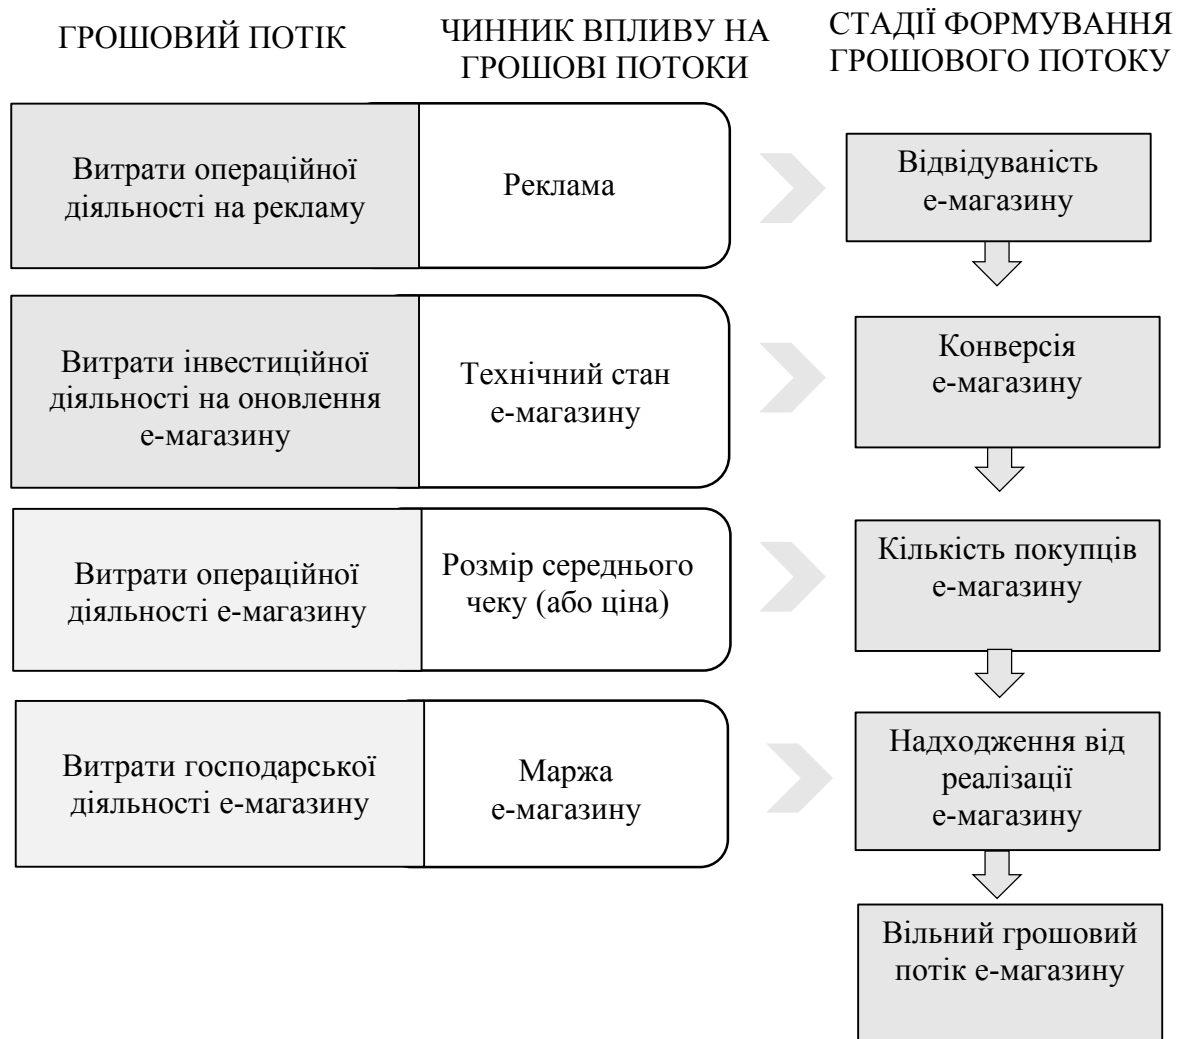 ГРОШОВИЙ ПОТІК
ЧИННИК ВПЛИВУ НА
ГРОШОВІ ПОТОКИ
СТАДІЇ ФОРМУВАННЯ
ГРОШОВОГО ПОТОКУ
Витрати операційної
діяльності на рекламу
Реклама
Відвідуваність
е-магазину
Витрати інвестиційної
діяльності на оновлення
е-магазину
Технічний стан
е-магазину
Конверсія
е-магазину
Витрати операційної
діяльності е-магазину
Розмір середнього
чеку (або ціна)
Кількість покупців
е-магазину
Витрати господарської
діяльності е-магазину
Маржа
е-магазину
Надходження від
реалізації
е-магазину
Вільний грошовий
потік е-магазину